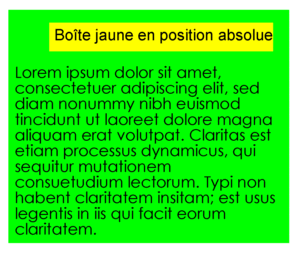 Boîte jaune en position absolue
Lorem ipsum dolor sit amet,
consectetuer adipiscing elit, sed
diam nonummy nibh euismod
tincidunt ut laoreet dolore magna
aliquam erat volutpat. Claritas est
etiam processus dynamicus, qui
sequitur mutationem
consuetudium lectorum. Typi non
habent claritatem insitam; est usus
legentis in iis qui facit eorum
claritatem.